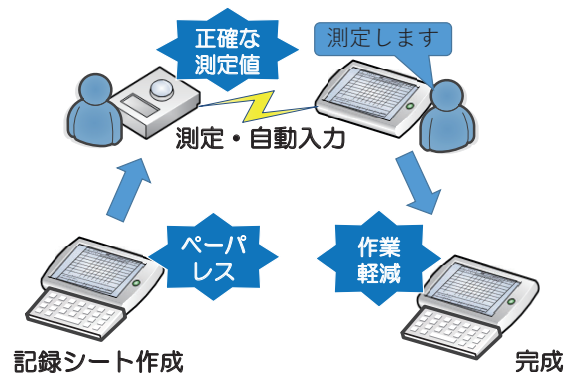 正確な
測定値
測定します
測定・自動入力
ペーパ
レス
作業
軽減
記録シート作成
完成